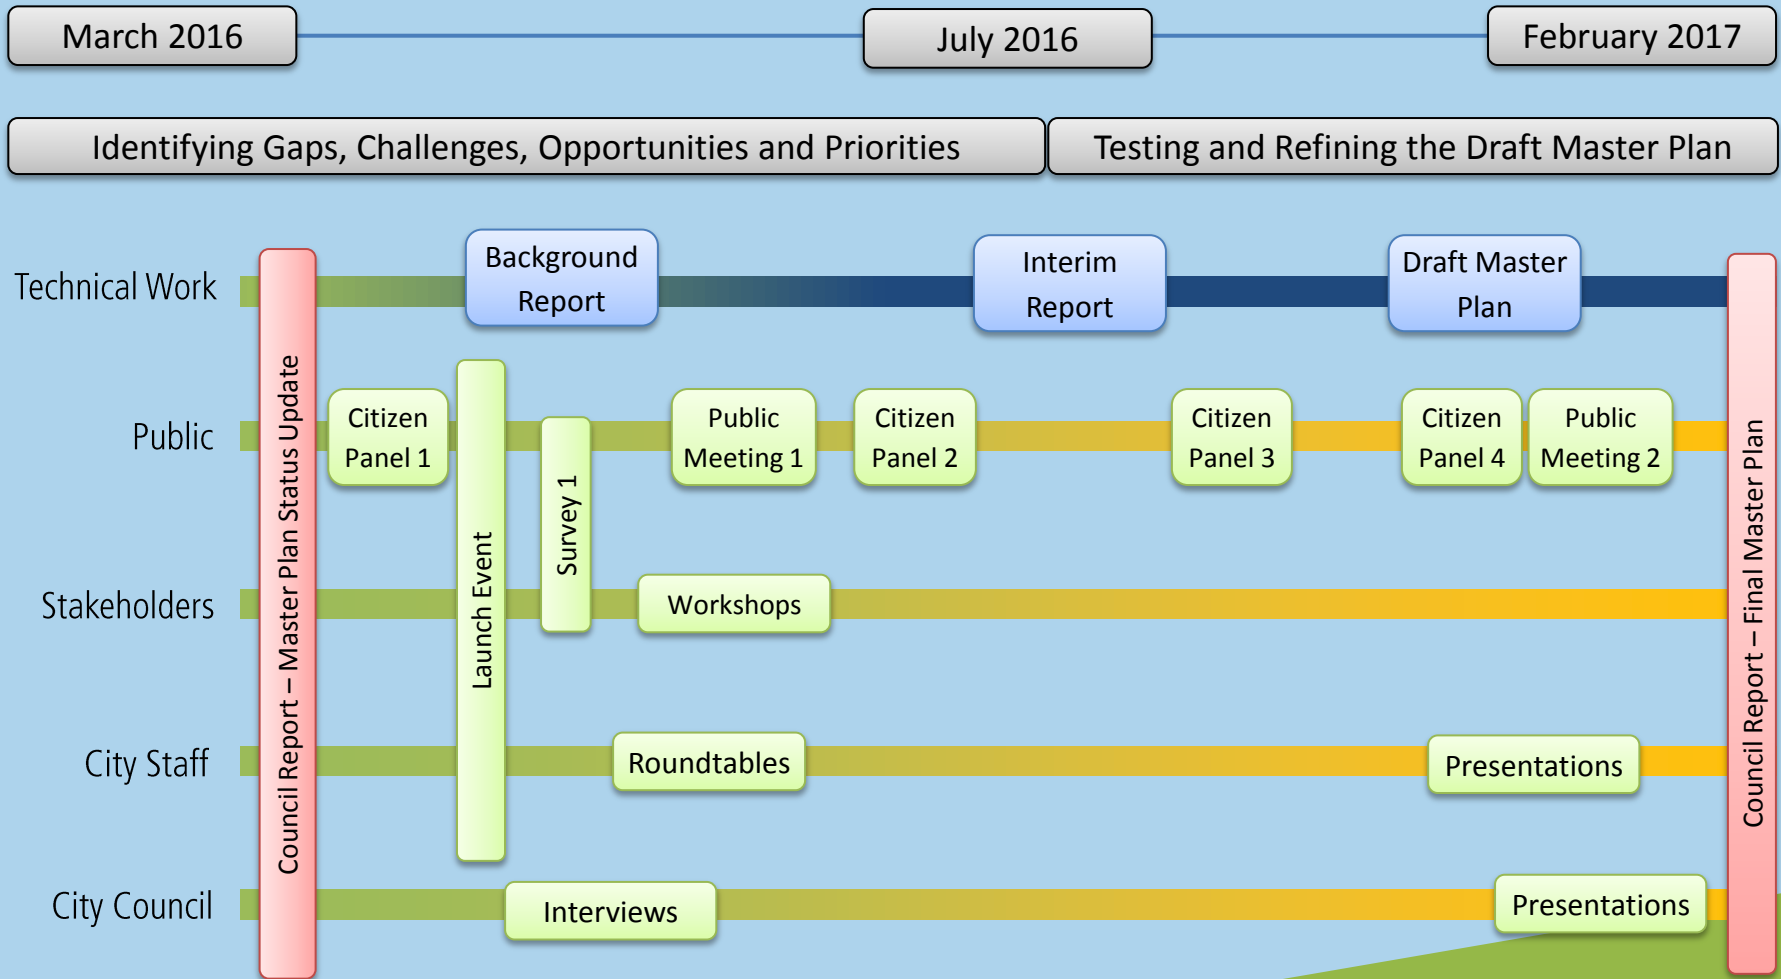 March 2016
July 2016
February 2017
Identifying Gaps, Challenges, Opportunities and Priorities
Testing and Refining the Draft Master Plan
Technical Work
Background
Report
Interim
Report
Draft Master
Plan
Council Report – Master Plan Status Update
Public
Citizen
Panel 1
Launch Event
Survey 1
Public
Meeting 1
Citizen
Panel 2
Citizen
Panel 3
Citizen
Panel 4
Public
Meeting 2
Council Report – Final Master Plan
Stakeholders
Workshops
City Staff
Roundtables
Presentations
City Council
Interviews
Presentations